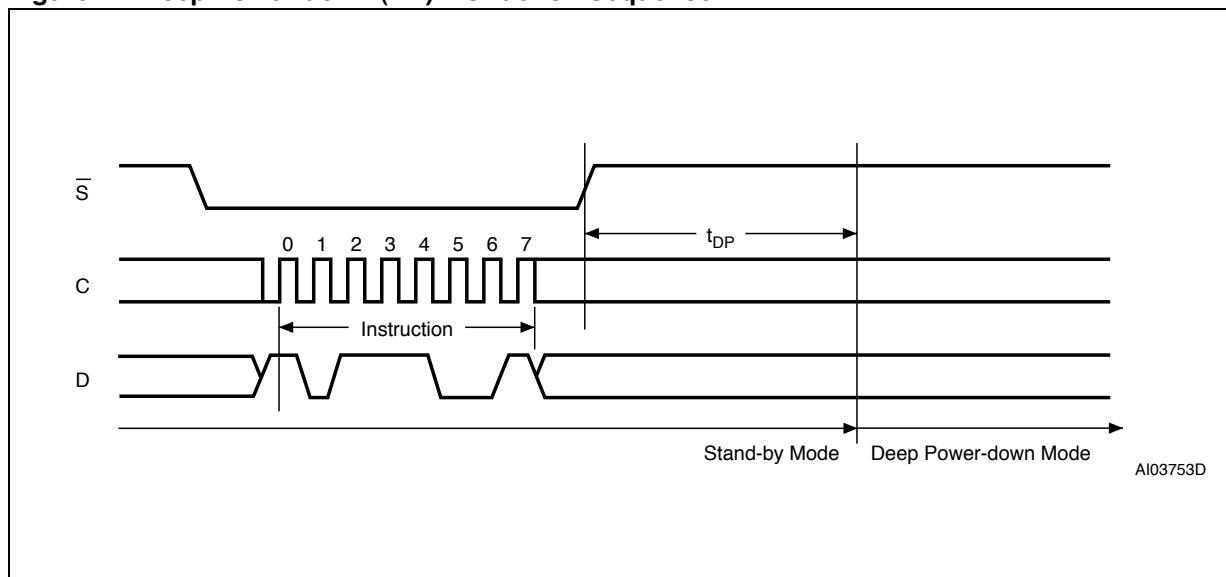 S
0 1 2 3 4 5 6 7
tDP
C
Instruction
D
Stand-by Mode Deep Power-down Mode
AI03753D